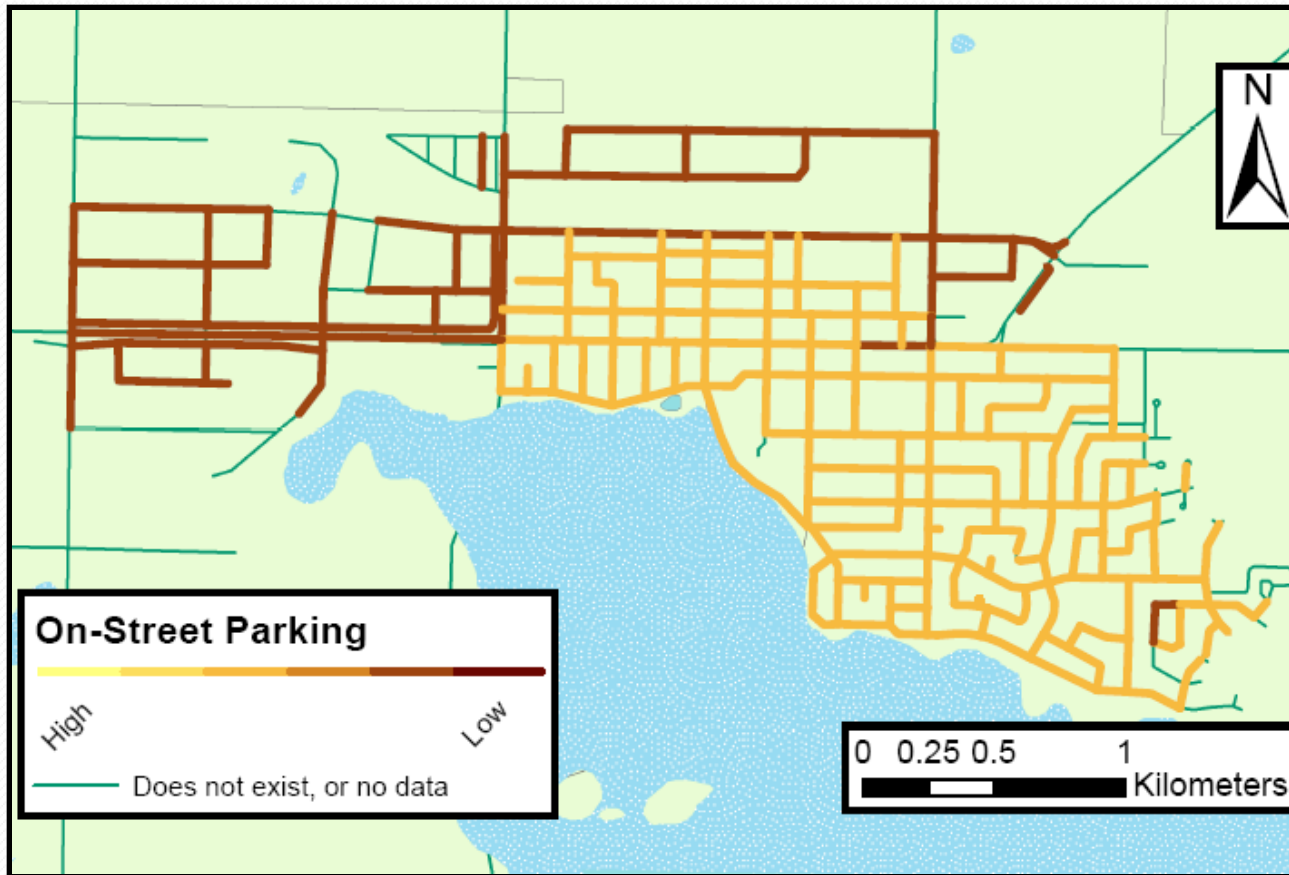 N
On-Street Parking
High
Low
Does not exist, or no data
0 0.25 0.5 1
Kilometers